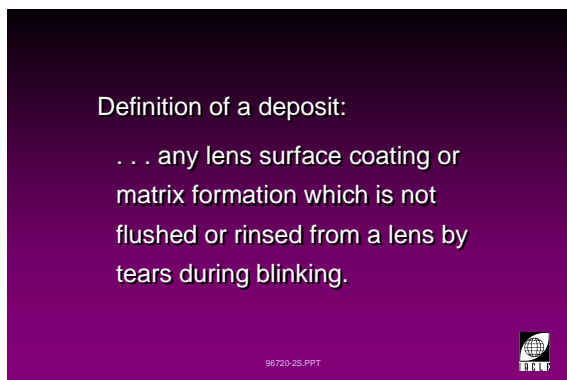 Definition of a deposit:
. . . any lens surface coating or
matrix formation which is not
flushed or rinsed from a lens by
tears during blinking.
96720-2S.PPT
IACLE